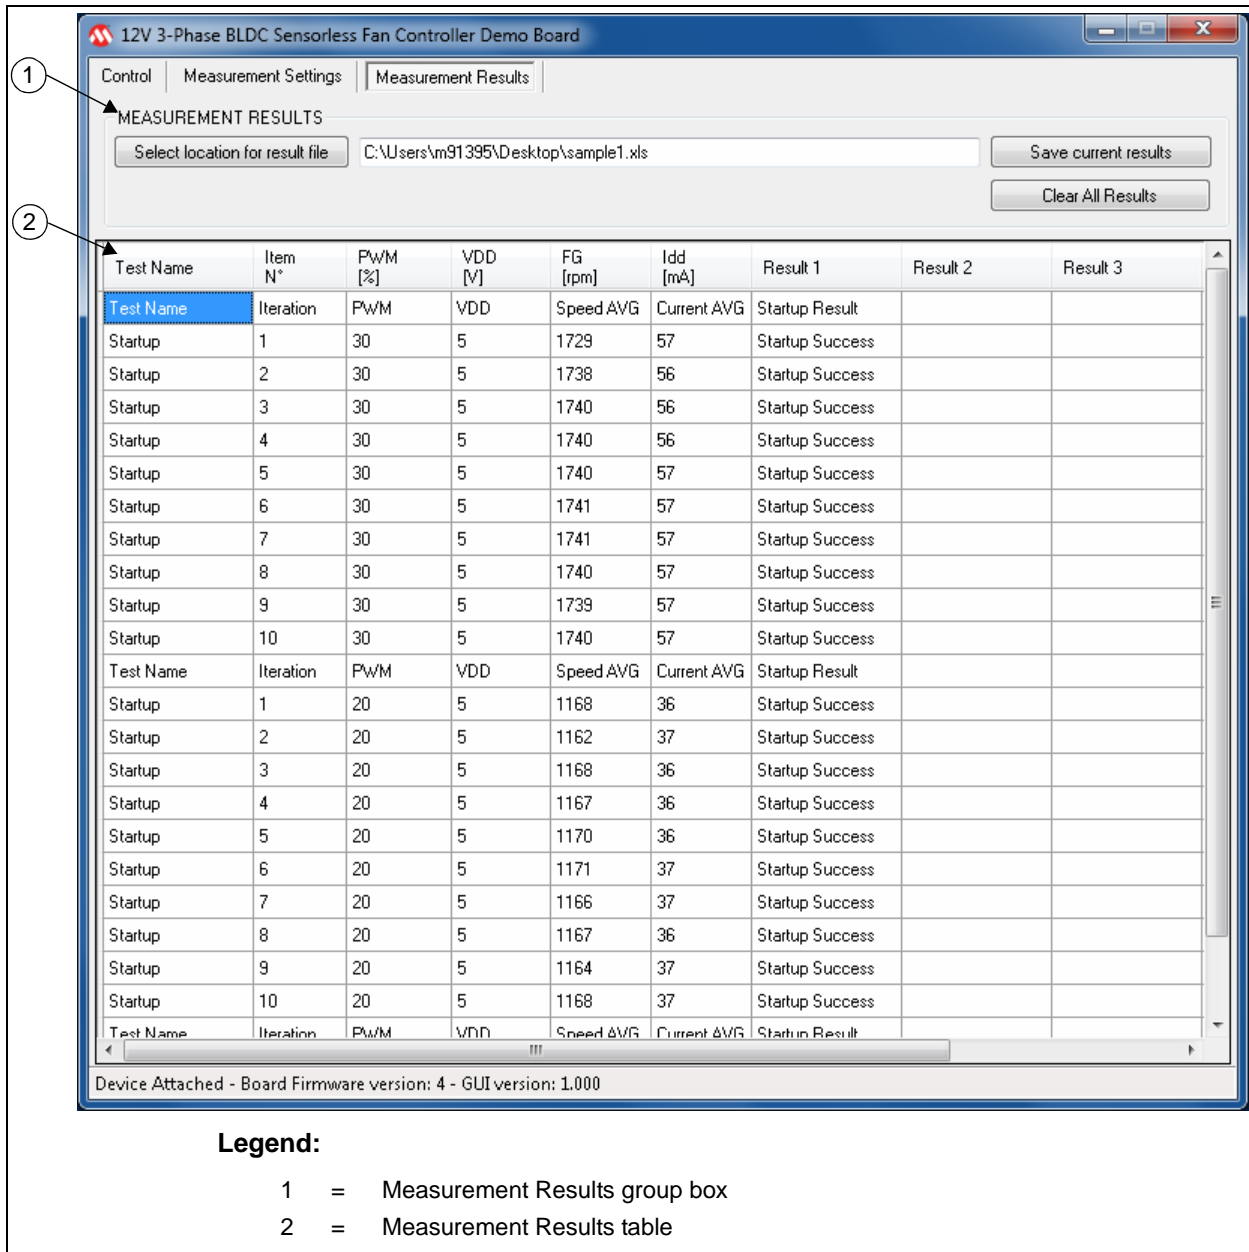 12V 3-Phase BLDC Sensorless Fan Controller Demo Board
Control Measurement Settings Measurement Results
1
MEASUREMENT RESULTS
Select location for result file C:\Users\m91395\Desktop\sample1.xls Save current results
Clear All Results
2
Test Name Item N° PWM [%] VDD [V] FG [rpm] Idd [mA] Result 1 Result 2 Result 3
Test Name Iteration PWM VDD Speed AVG Current AVG Startup Result
Startup 1 30 5 1729 57 Startup Success
Startup 2 30 5 1738 56 Startup Success
Startup 3 30 5 1740 56 Startup Success
Startup 4 30 5 1740 56 Startup Success
Startup 5 30 5 1740 57 Startup Success
Startup 6 30 5 1741 57 Startup Success
Startup 7 30 5 1741 57 Startup Success
Startup 8 30 5 1740 57 Startup Success
Startup 9 30 5 1739 57 Startup Success
Startup 10 30 5 1740 57 Startup Success
Test Name Iteration PWM VDD Speed AVG Current AVG Startup Result
Startup 1 20 5 1168 36 Startup Success
Startup 2 20 5 1162 37 Startup Success
Startup 3 20 5 1168 36 Startup Success
Startup 4 20 5 1167 36 Startup Success
Startup 5 20 5 1170 36 Startup Success
Startup 6 20 5 1171 37 Startup Success
Startup 7 20 5 1166 37 Startup Success
Startup 8 20 5 1167 36 Startup Success
Startup 9 20 5 1164 37 Startup Success
Startup 10 20 5 1168 37 Startup Success
Test Name Iteration PWM VDD Speed AVG Current AVG Startup Result
Device Attached - Board Firmware version: 4 - GUI version: 1.000
Legend:
1 = Measurement Results group box
2 = Measurement Results table